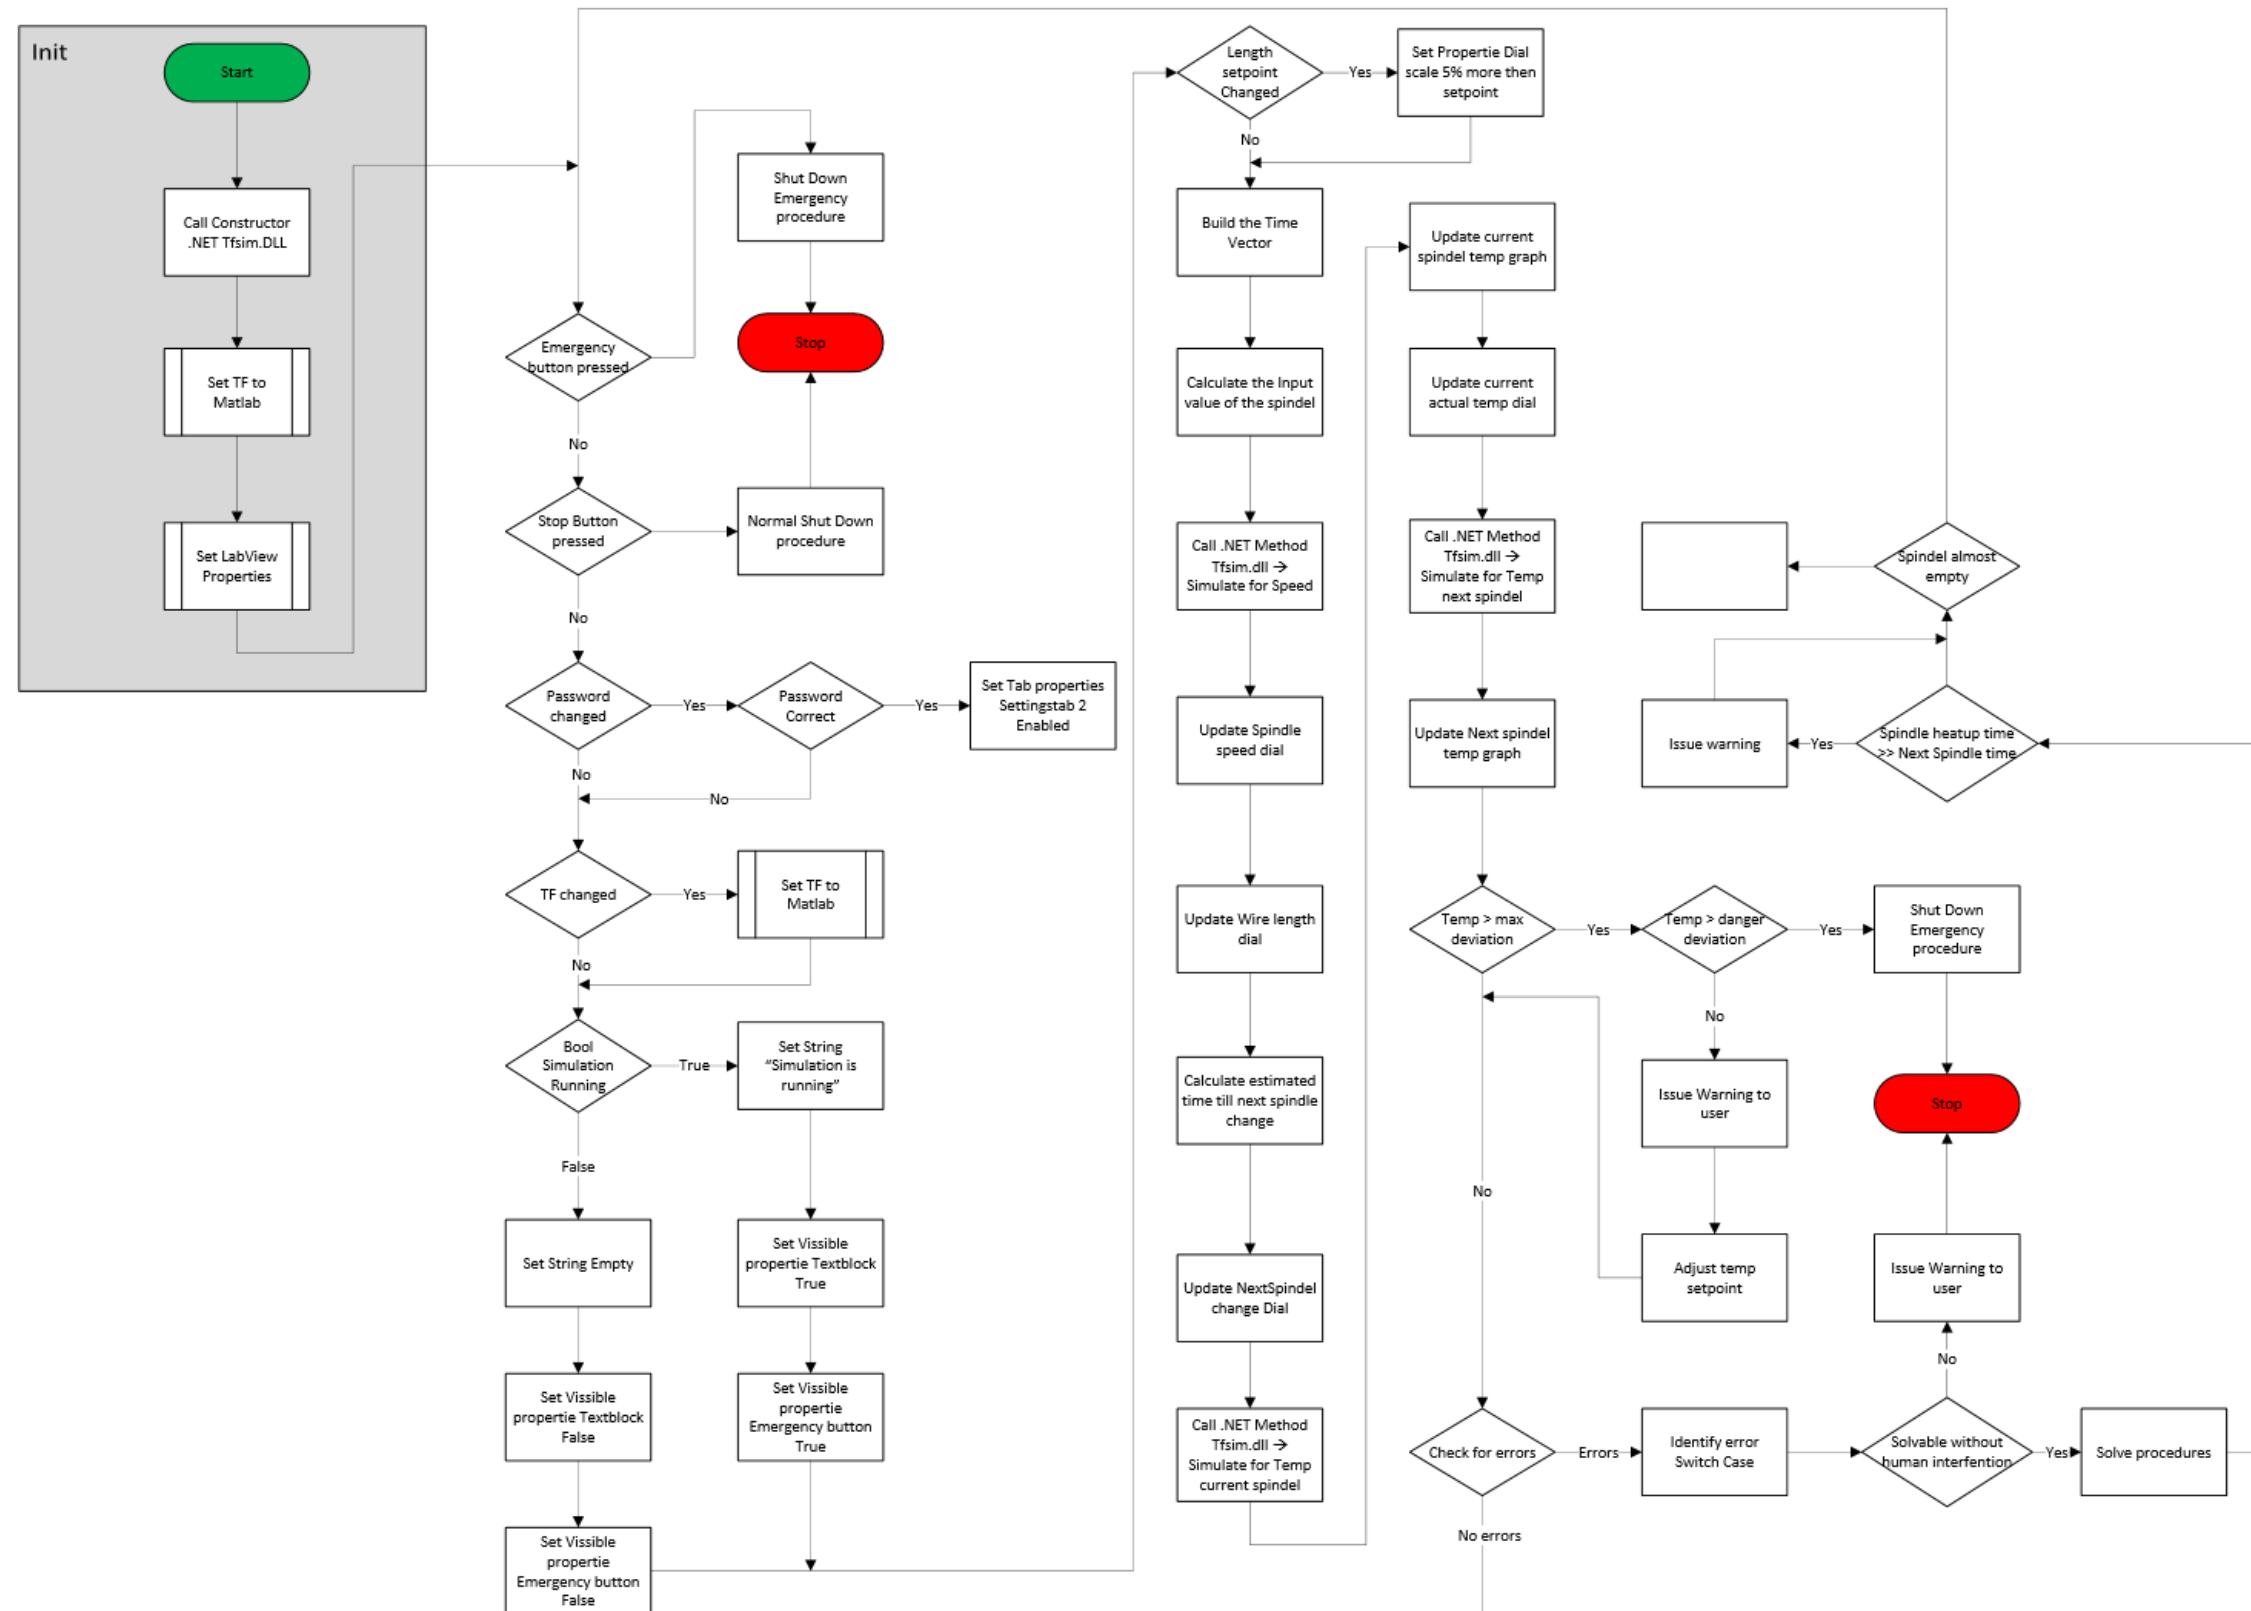 Init
Start
Call Constructor
.NET Tfsim.DLL
Set TF to
Matlab
Set LabView
Properties
Shut Down
Emergency
procedure
Emergency
button pressed
Stop
No
Stop Button
pressed
Normal Shut Down
procedure
No
Password
changed
Yes
Password
Correct
Yes
Set Tab properties
Settingstab 2
Enabled
No
No
TF changed
Yes
Set TF to
Matlab
No
Bool
Simulation
Running
True
Set String
“Simulation is
running”
False
Set String Empty
Set Vissible
propertie Textblock
True
Set Vissible
propertie Textblock
False
Set Vissible
propertie
Emergency button
True
Set Vissible
propertie
Emergency button
False
Length
setpoint
Changed
Yes
Set Propertie Dial
scale 5% more then
setpoint
No
Build the Time
Vector
Calculate the Input
value of the spindel
Call .NET Method
Tfsim.dll →
Simulate for Speed
Update Spindle
speed dial
Update Wire length
dial
Calculate estimated
time till next spindle
change
Update NextSpindel
change Dial
Call .NET Method
Tfsim.dll →
Simulate for Temp
current spindel
Update current
spindel temp graph
Update current
actual temp dial
Call .NET Method
Tfsim.dll →
Simulate for Temp
next spindel
Update Next spindel
temp graph
Spindel almost
empty
Issue warning
Yes
Spindle heatup time
>> Next Spindle time
Temp > max
deviation
Yes
Temp > danger
deviation
Yes
Shut Down
Emergency
procedure
No
Issue Warning to
user
Stop
No
Adjust temp
setpoint
Issue Warning to
user
No
Check for errors
Errors
Identify error
Switch Case
Solvable without
human interfention
Yes
Solve procedures
No errors